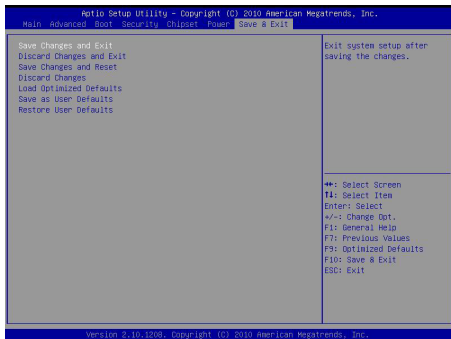 Aptio Setup Utility - Copyright (C) 2010 American Megatrends, Inc.
Main Advanced Boot Security Chipset Power Save & Exit
Save Changes and Exit
Discard Changes and Exit
Save Changes and Reset
Discard Changes
Load Optimized Defaults
Save as User Defaults
Restore User Defaults
Exit system setup after
saving the changes.
↔: Select Screen
↑↓: Select Item
Enter: Select
+/-: Change Opt.
F1: General Help
F7: Previous Values
F9: Optimized Defaults
F10: Save & Exit
ESC: Exit
Version 2.10.1208. Copyright (C) 2010 American Megatrends, Inc.